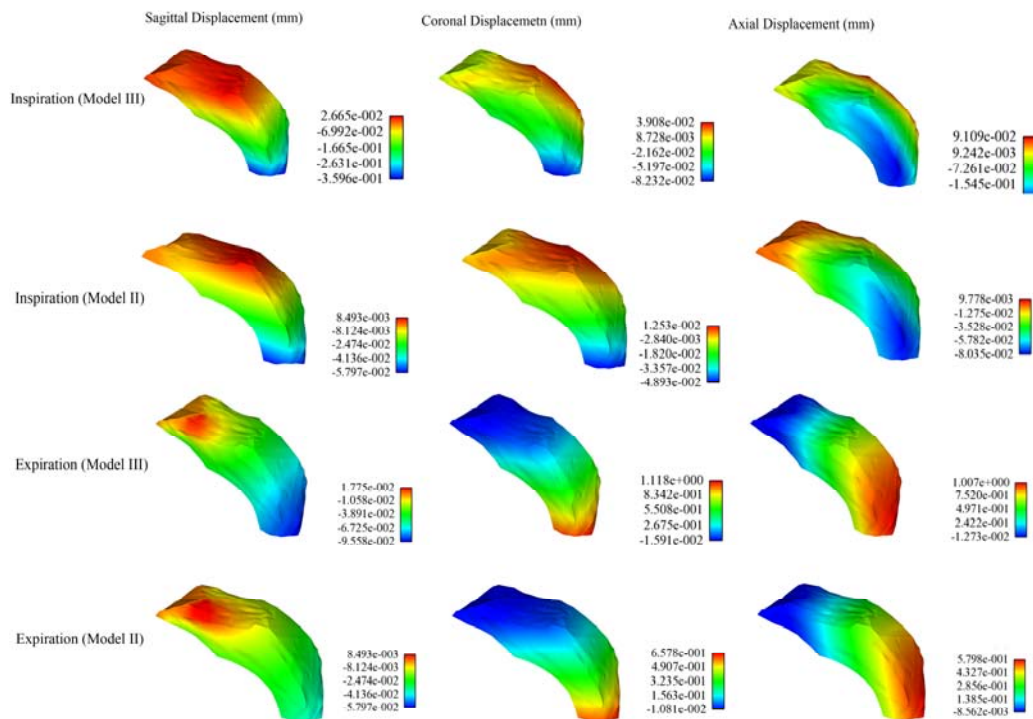 Sagittal Displacement (mm) Coronal Displacemetn (mm) Axial Displacement (mm)
Inspiration (Model III)
2.665e-002
-6.992e-002
-1.665e-001
-2.631e-001
-3.596e-001
3.908e-002
8.728e-003
-2.162e-002
-5.197e-002
-8.232e-002
9.109e-002
9.242e-003
-7.261e-002
-1.545e-001
Inspiration (Model II)
8.493e-003
-8.124e-003
-2.474e-002
-4.136e-002
-5.797e-002
1.253e-002
-2.840e-003
-1.820e-002
-3.357e-002
-4.893e-002
9.778e-003
-1.275e-002
-3.528e-002
-5.782e-002
-8.035e-002
Expiration (Model III)
1.775e-002
-1.058e-002
-3.891e-002
-6.725e-002
-9.558e-002
1.118e+000
8.342e-001
5.508e-001
2.675e-001
-1.591e-002
1.007e+000
7.520e-001
4.971e-001
2.422e-001
-1.273e-002
Expiration (Model II)
8.493e-003
-8.124e-003
-2.474e-002
-4.136e-002
-5.797e-002
6.578e-001
4.907e-001
3.235e-001
1.563e-001
-1.081e-002
5.798e-001
4.327e-001
2.856e-001
1.385e-001
-8.562e-003